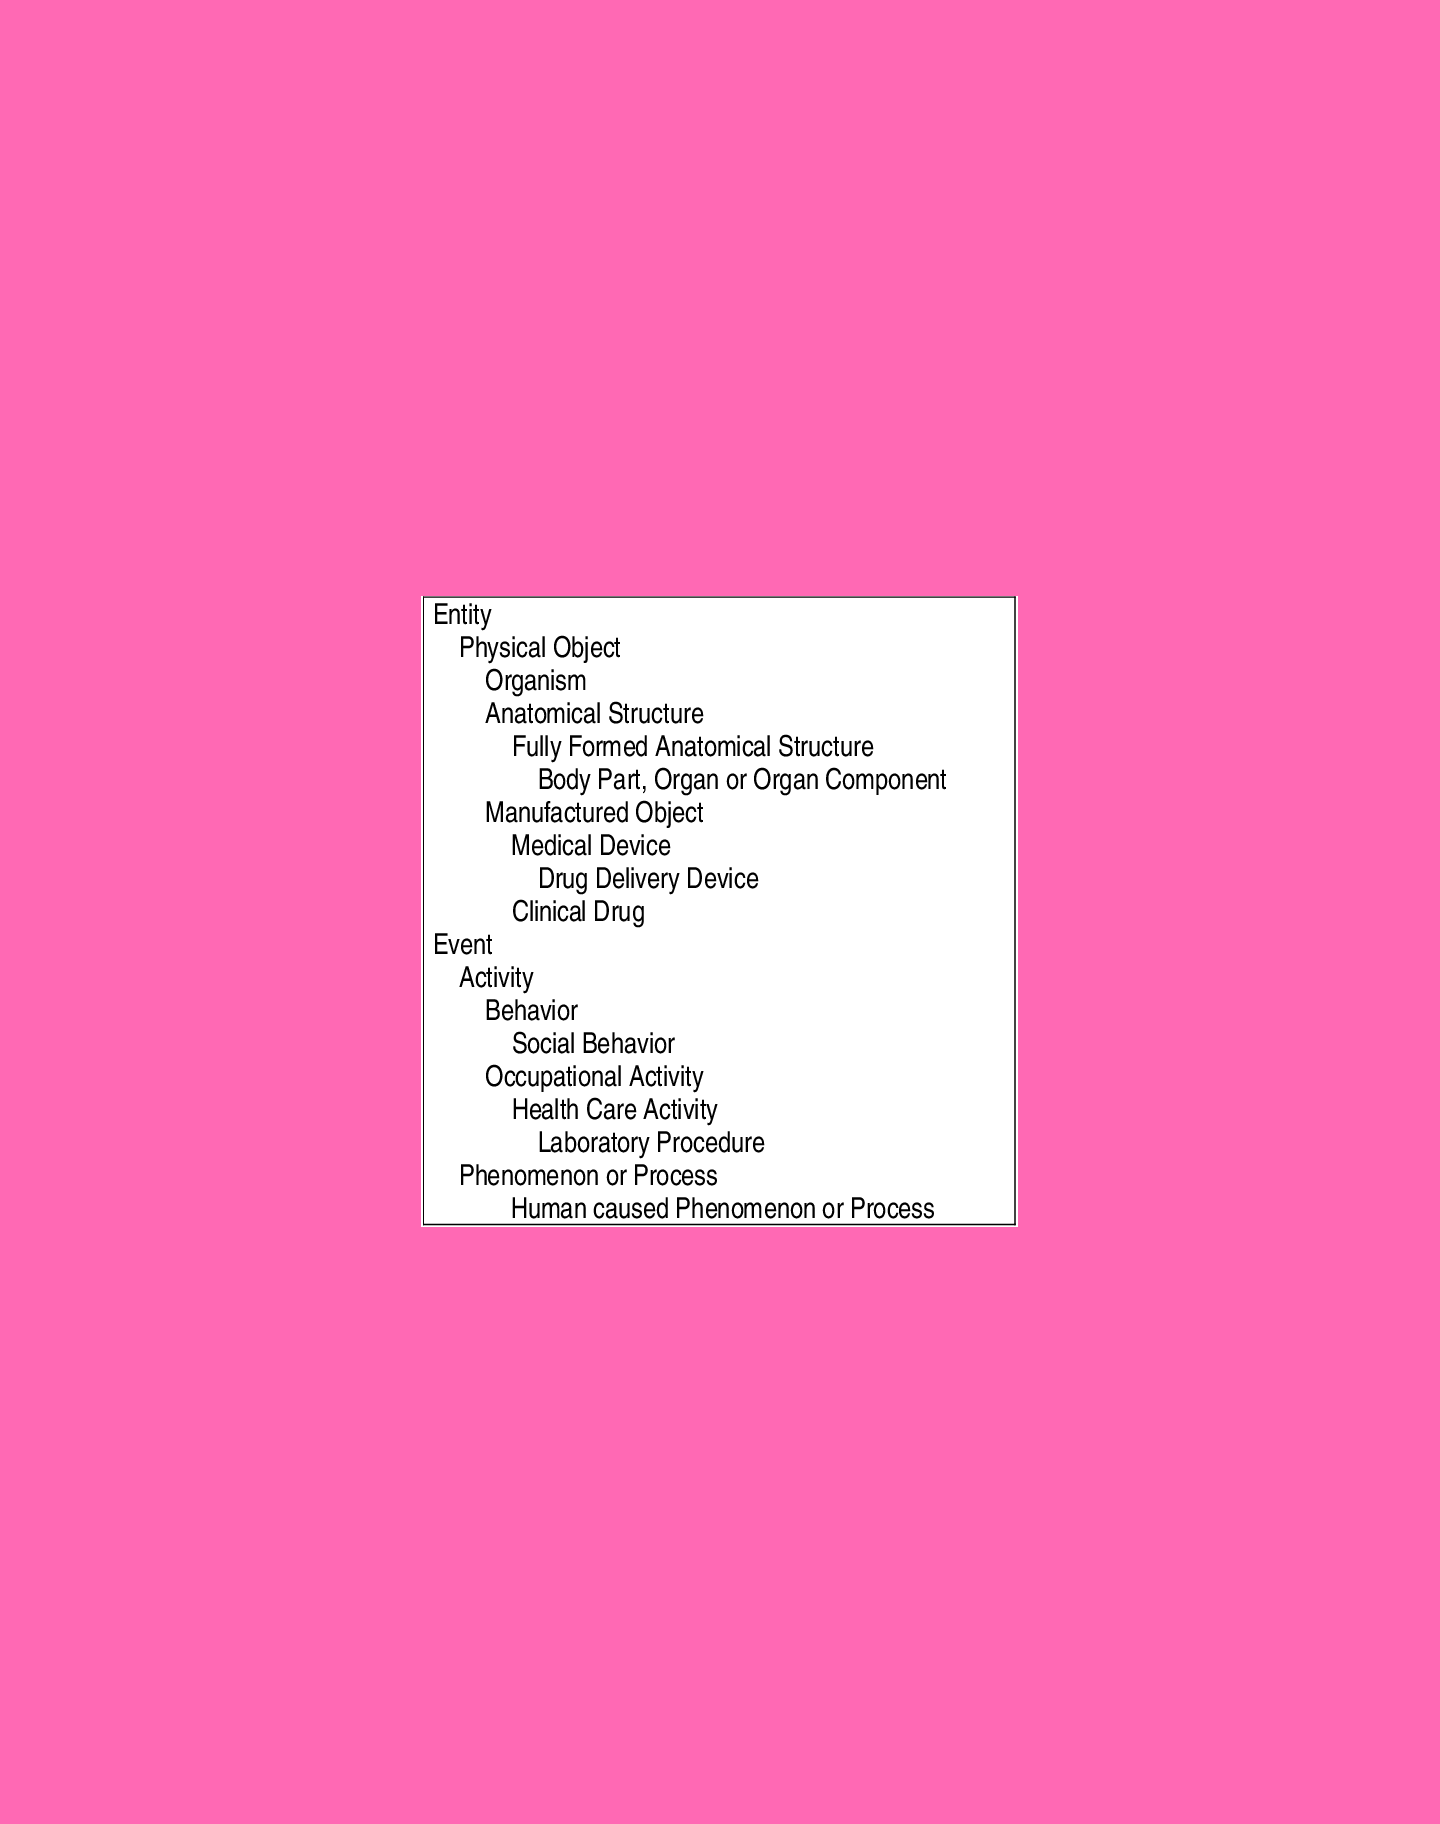 Entity
Physical Object
Organism
Anatomical Structure
Fully Formed Anatomical Structure
Body Part, Organ or Organ Component
Manufactured Object
Medical Device
Drug Delivery Device
Clinical Drug
Event
Activity
Behavior
Social Behavior
Occupational Activity
Health Care Activity
Laboratory Procedure
Phenomenon or Process
Human caused Phenomenon or Process